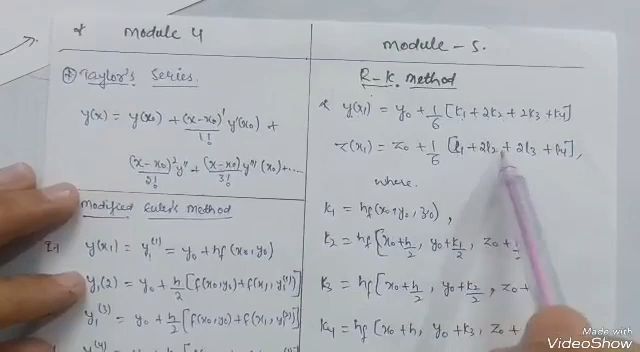 * Module 4
* Taylor's Series.
y(x) = y(x0) + (x-x0)'/1! y'(x0) +
(x-x0)²y''/2! + (x-x0)y'''/3! (x0)+.....
Modified Euler's Method
y(x1) = y1^(1) = y0 + hf(x0,y0)
y1(2) = y0 + h/2 [f(x0,y0) + f(x1, y1^(1))]
y1^(3) = y0 + h/2 [f(x0,y0) + f(x1, y1^(2))]
Module - 5.
R-K. Method
y(x1) = y0 + 1/6 [K1 + 2K2 + 2K3 + K4]
z(x1) = z0 + 1/6 [l1 + 2l2 + 2l3 + l4],
where.
K1 = hf(x0,y0,z0),
K2 = hf[x0+h/2, y0+K1/2, z0+
K3 = hf[x0+h/2, y0+K2/2, z0+
K4 = hf[x0+h, y0+K3, z0+
Made with
VideoShow